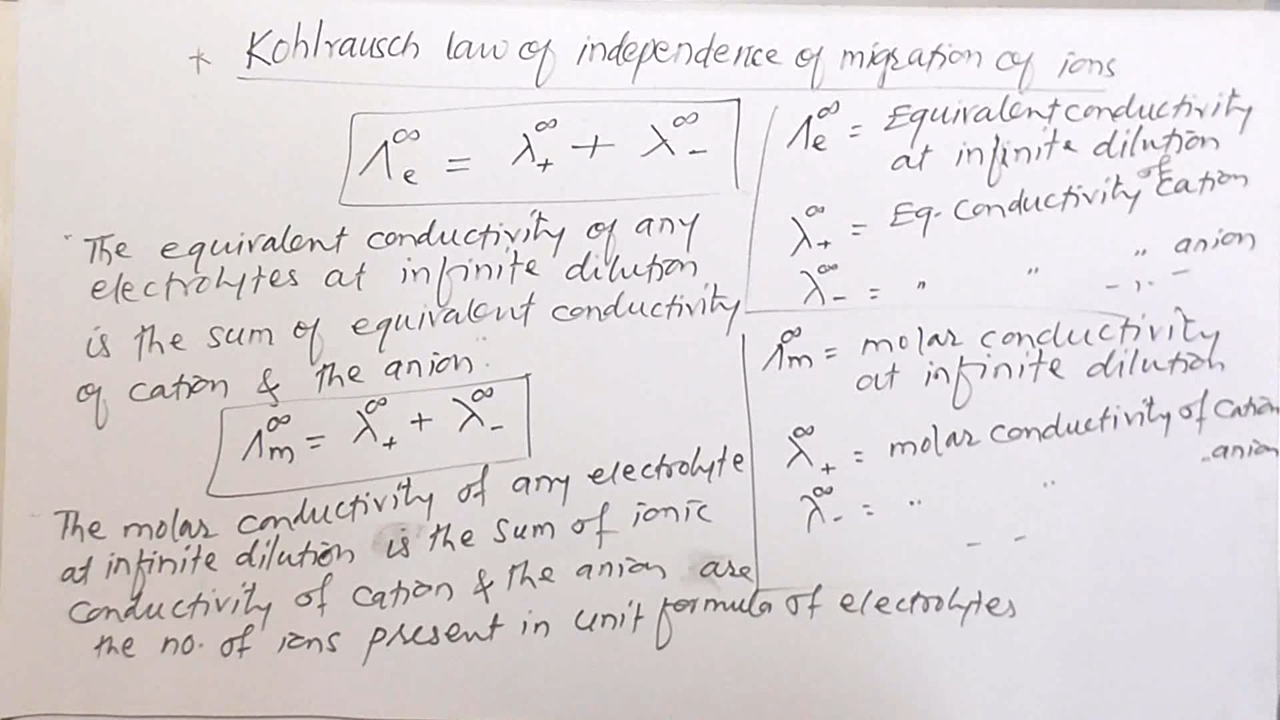 * Kohlrausch law of independence of migration of ions
Λe∞ = λ+∞ + λ-∞
The equivalent conductivity of any
electrolytes at infinite dilution
is the sum of equivalent conductivity
of cation & the anion.
Λm∞ = λ+∞ + λ-∞
The molar conductivity of any electrolyte
at infinite dilution is the sum of ionic
conductivity of cation & the anion are
the no. of ions present in unit formula of electrolytes
Λe∞ = Equivalent conductivity
at infinite dilution
λ+∞ = Eq. Conductivity of Cation
λ-∞ = " " " anion
Λm∞ = molar conductivity
at infinite dilution
λ+∞ = molar conductivity of Cation
λ-∞ = " " anion